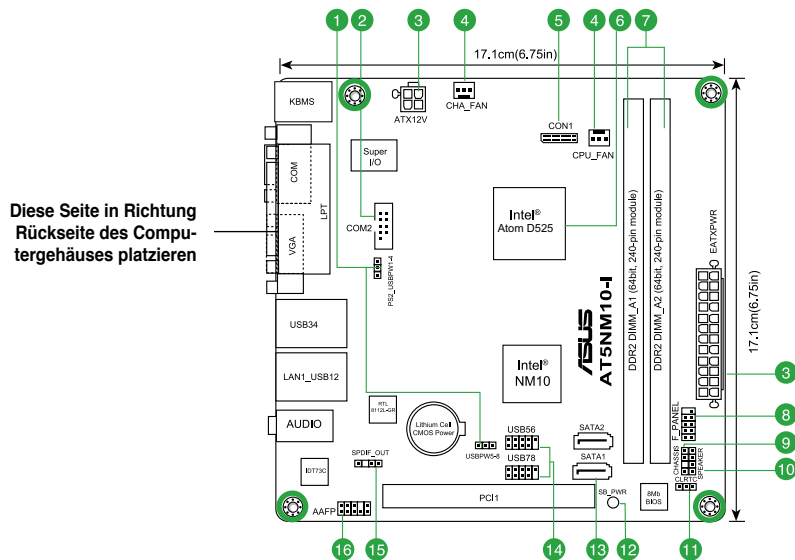 1
2
3
4
5
4
6
7
17.1cm(6.75in)
KBMS
ATX12V
CHA_FAN
CON1
CPU_FAN
Super
I/O
COM
LPT
VGA
COM2
PS2_USBPW1-4
Diese Seite in Richtung
Rückseite des Compu-
tergehäuses platzieren
Intel®
Atom D525
DDR2 DIMM_A1 (64bit, 240-pin module)
DDR2 DIMM_A2 (64bit, 240-pin module)
EATXPWR
17.1cm(6.75in)
ASUS
AT5NM10-I
USB34
Intel®
NM10
LAN1_USB12
RTL
8112L-GR
3
AUDIO
Lithium Cell
CMOS Power
USBPW5-8
USB56
USB78
SATA2
SATA1
F_PANEL
8
9
CHASSIS
SPEAKER
10
SPDIF_OUT
IDT73C
CLRTC
PCI1
SB_PWR
8Mb
BIOS
AAFP
16
15
14
13
12
11